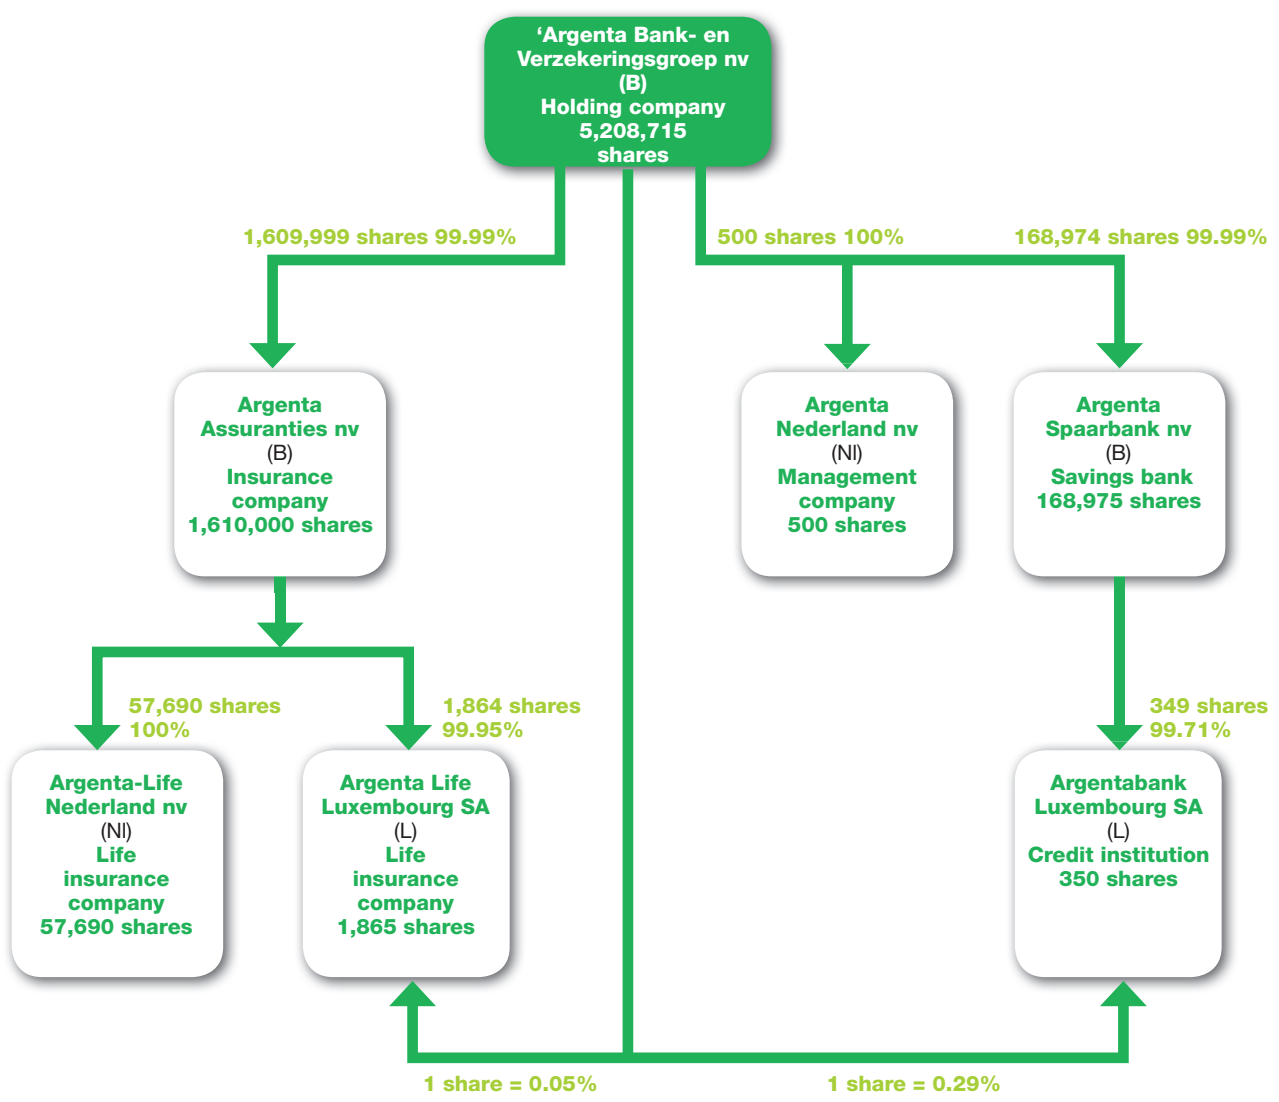 ‘Argenta Bank- en
Verzekeringsgroep nv
(B)
Holding company
5,208,715
shares
1,609,999 shares 99.99%
500 shares 100%
168,974 shares 99.99%
Argenta
Assuranties nv
(B)
Insurance
company
1,610,000 shares
Argenta
Nederland nv
(Nl)
Management
company
500 shares
Argenta
Spaarbank nv
(B)
Savings bank
168,975 shares
57,690 shares
100%
1,864 shares
99.95%
349 shares
99.71%
Argenta-Life
Nederland nv
(Nl)
Life
insurance
company
57,690 shares
Argenta Life
Luxembourg SA
(L)
Life
insurance
company
1,865 shares
Argentabank
Luxembourg SA
(L)
Credit institution
350 shares
1 share = 0.05%
1 share = 0.29%